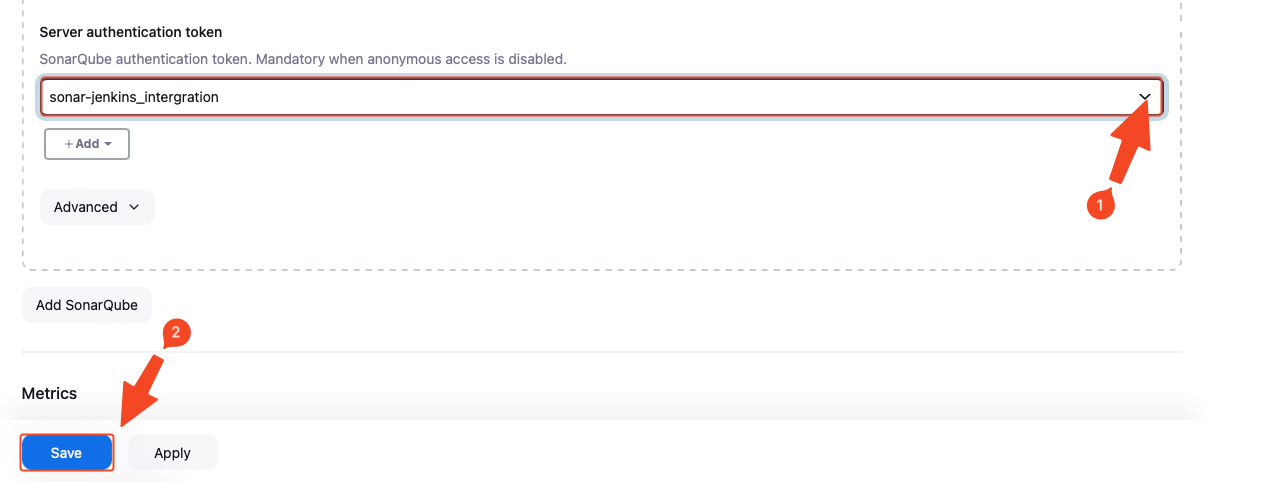 Server authentication token
SonarQube authentication token. Mandatory when anonymous access is disabled.
sonar-jenkins_intergration
+ Add
1
Advanced
Add SonarQube
2
Metrics
Save
Apply